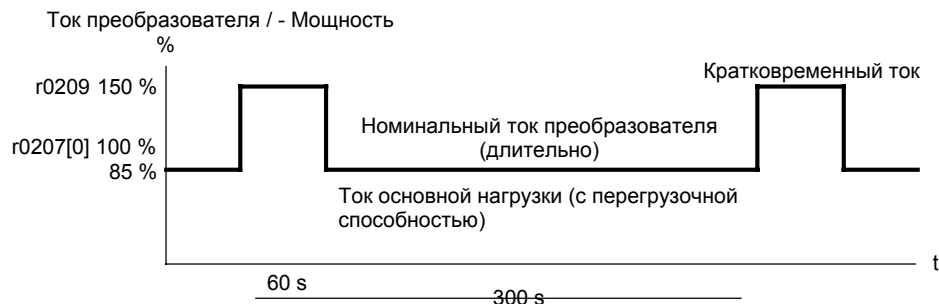 Ток преобразователя / - Мощность
%
r0209 150 %
Кратковременный ток
Номинальный ток преобразователя
(длительно)
r0207[0] 100 %
85 %
Ток основной нагрузки (с перегрузочной
способностью)
t
60 s
300 s